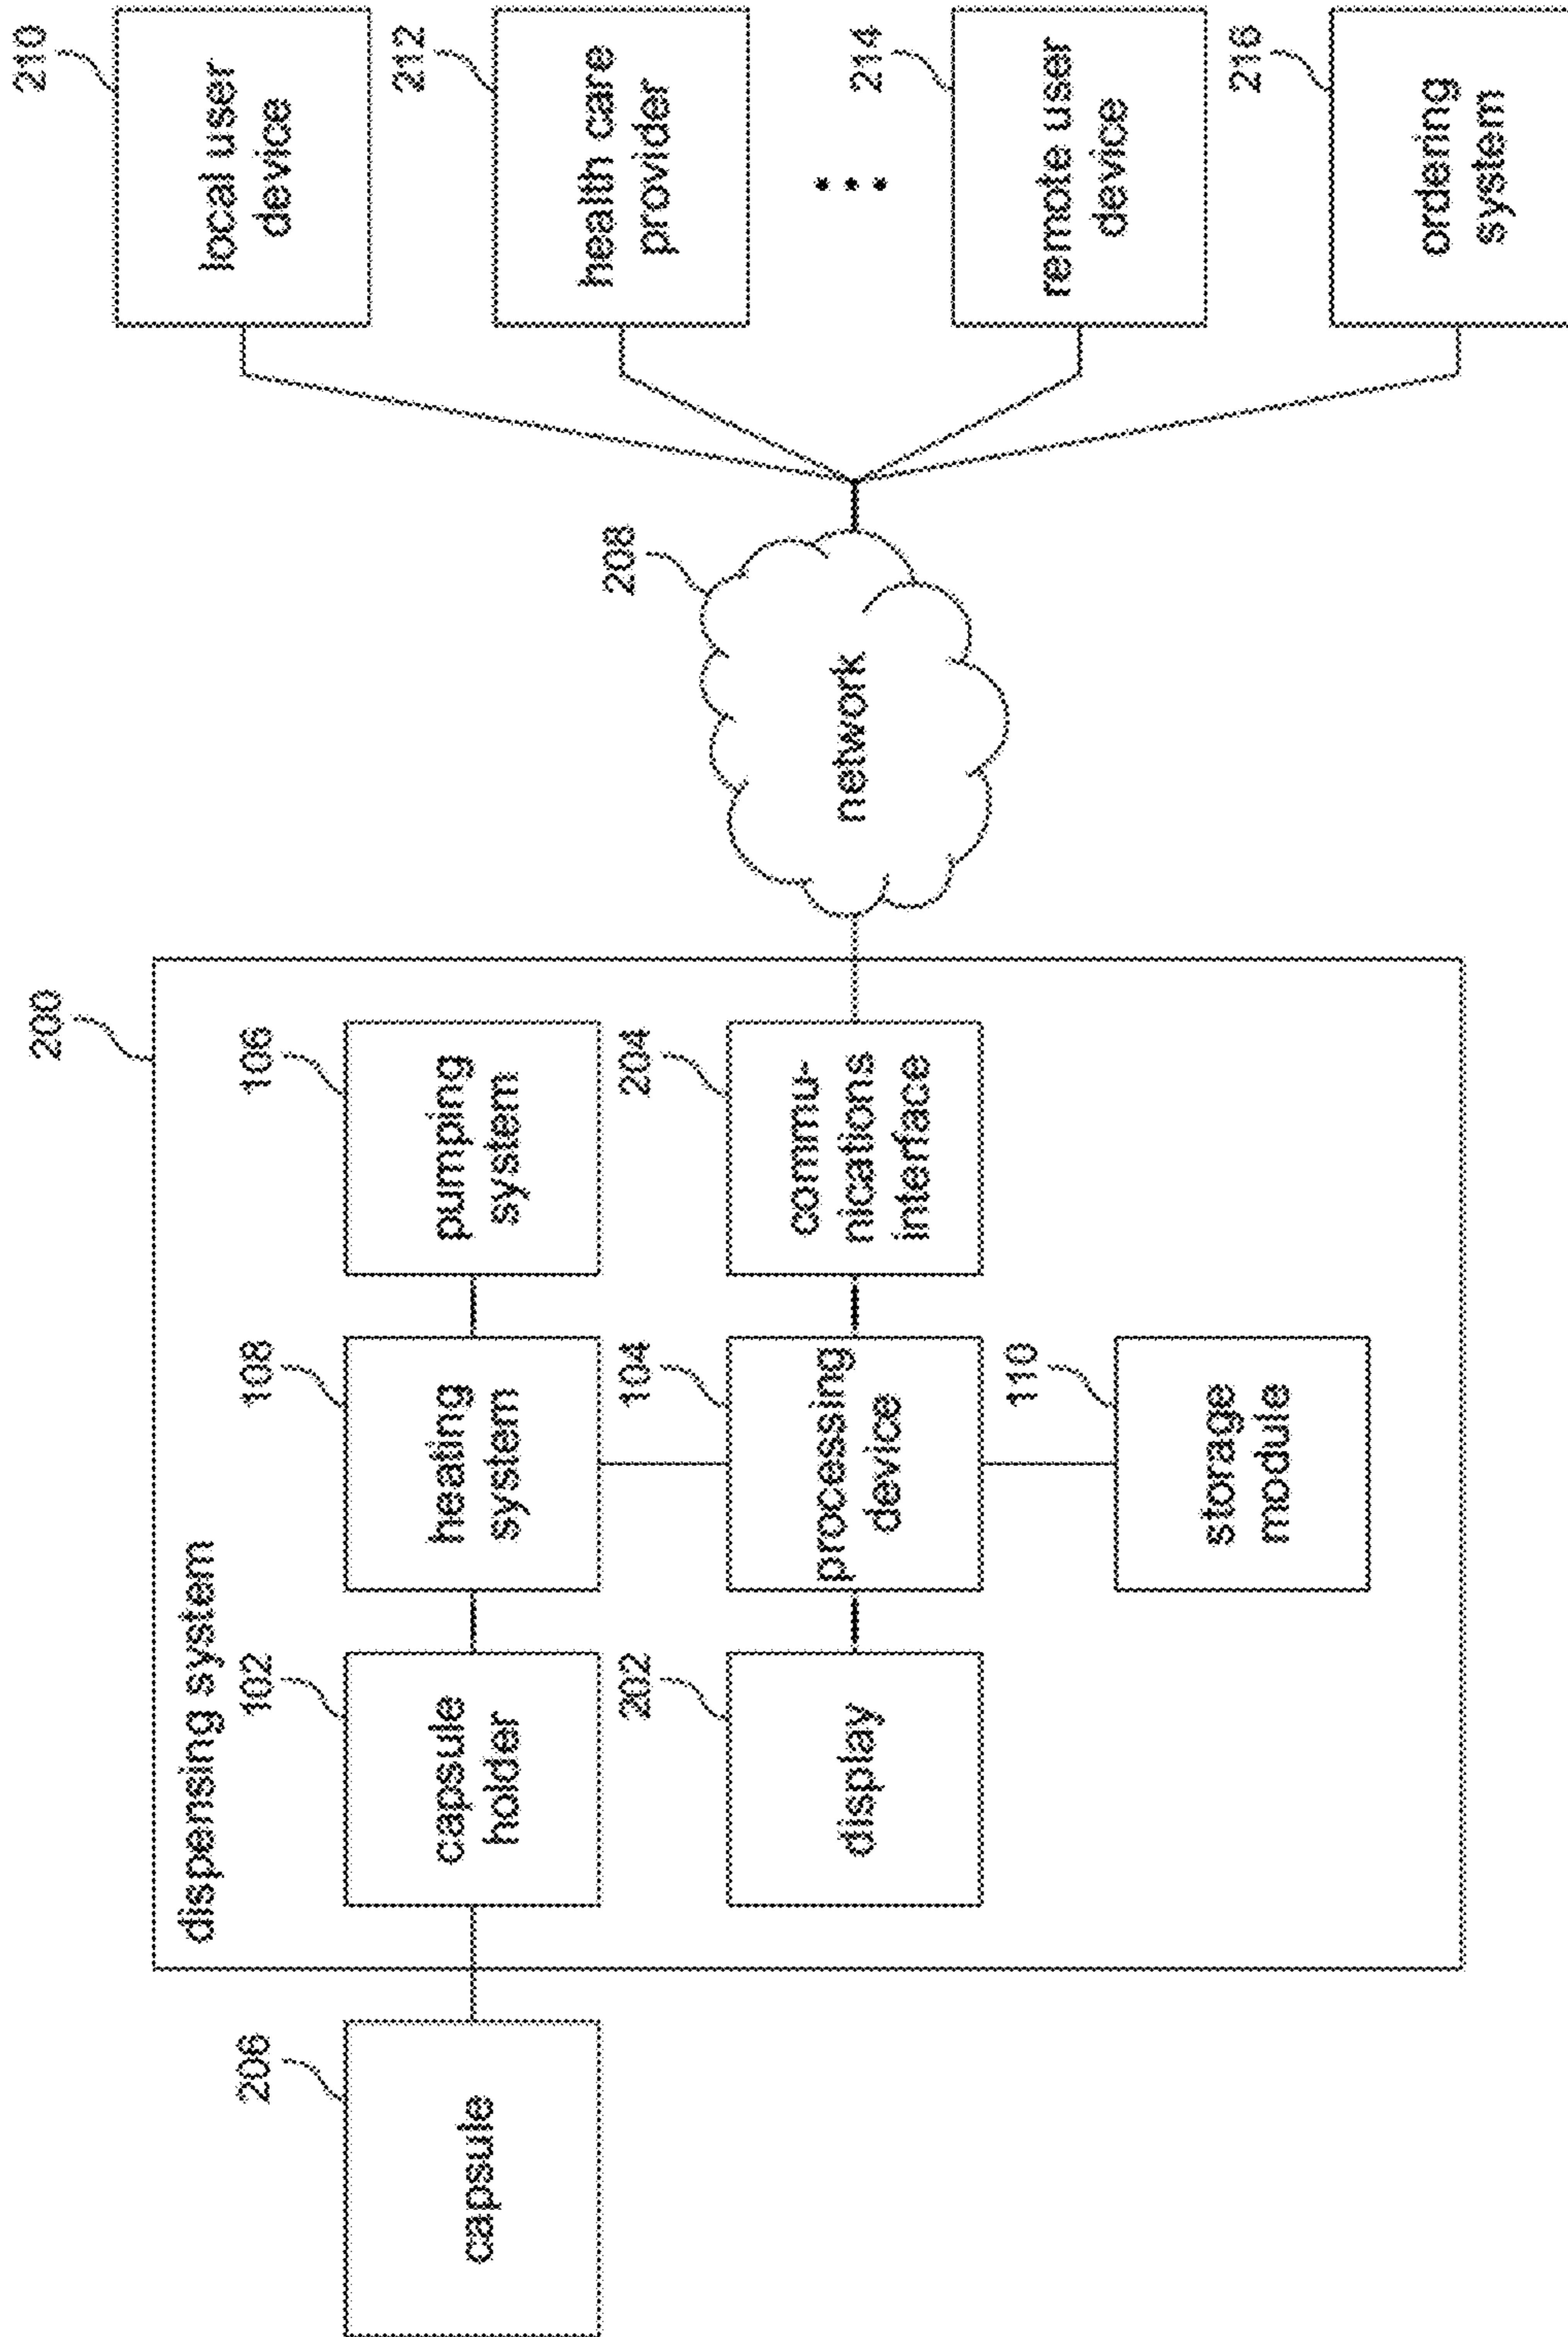 200
dispensing system
206
capsule
102
capsule
holder
108
heating
system
106
pumping
system
202
display
104
processing
device
204
commu-
nications
interface
110
storage
module
208
network
210
local user
device
212
health care
provider
214
remote user
device
216
ordering
system